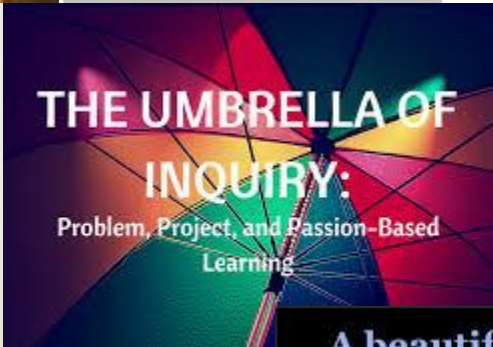 THE UMBRELLA OF
INQUIRY:
Problem, Project, and Passion-Based
Learning
A